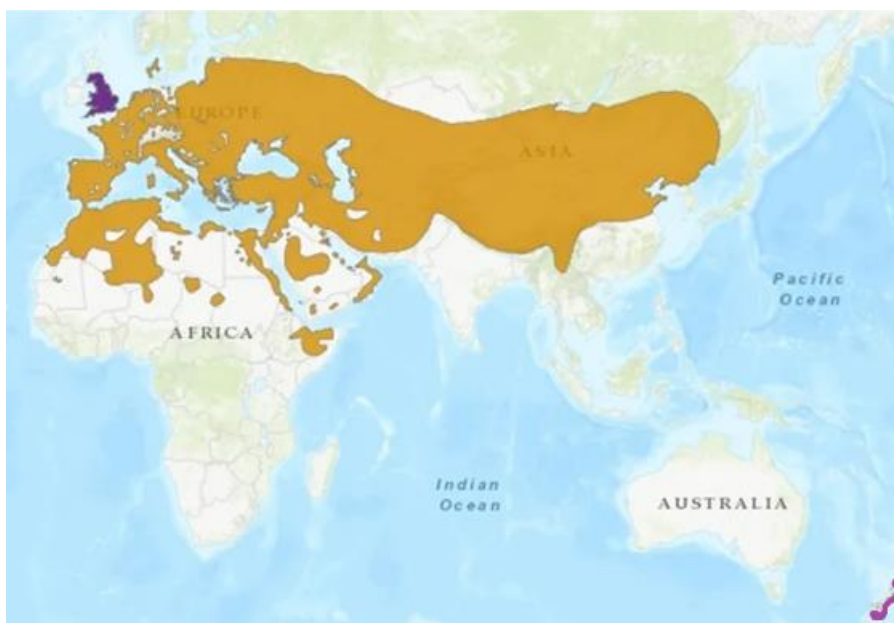 EUROPE
ASIA
Pacific
Ocean
AFRICA
Indian
Ocean
AUSTRALIA